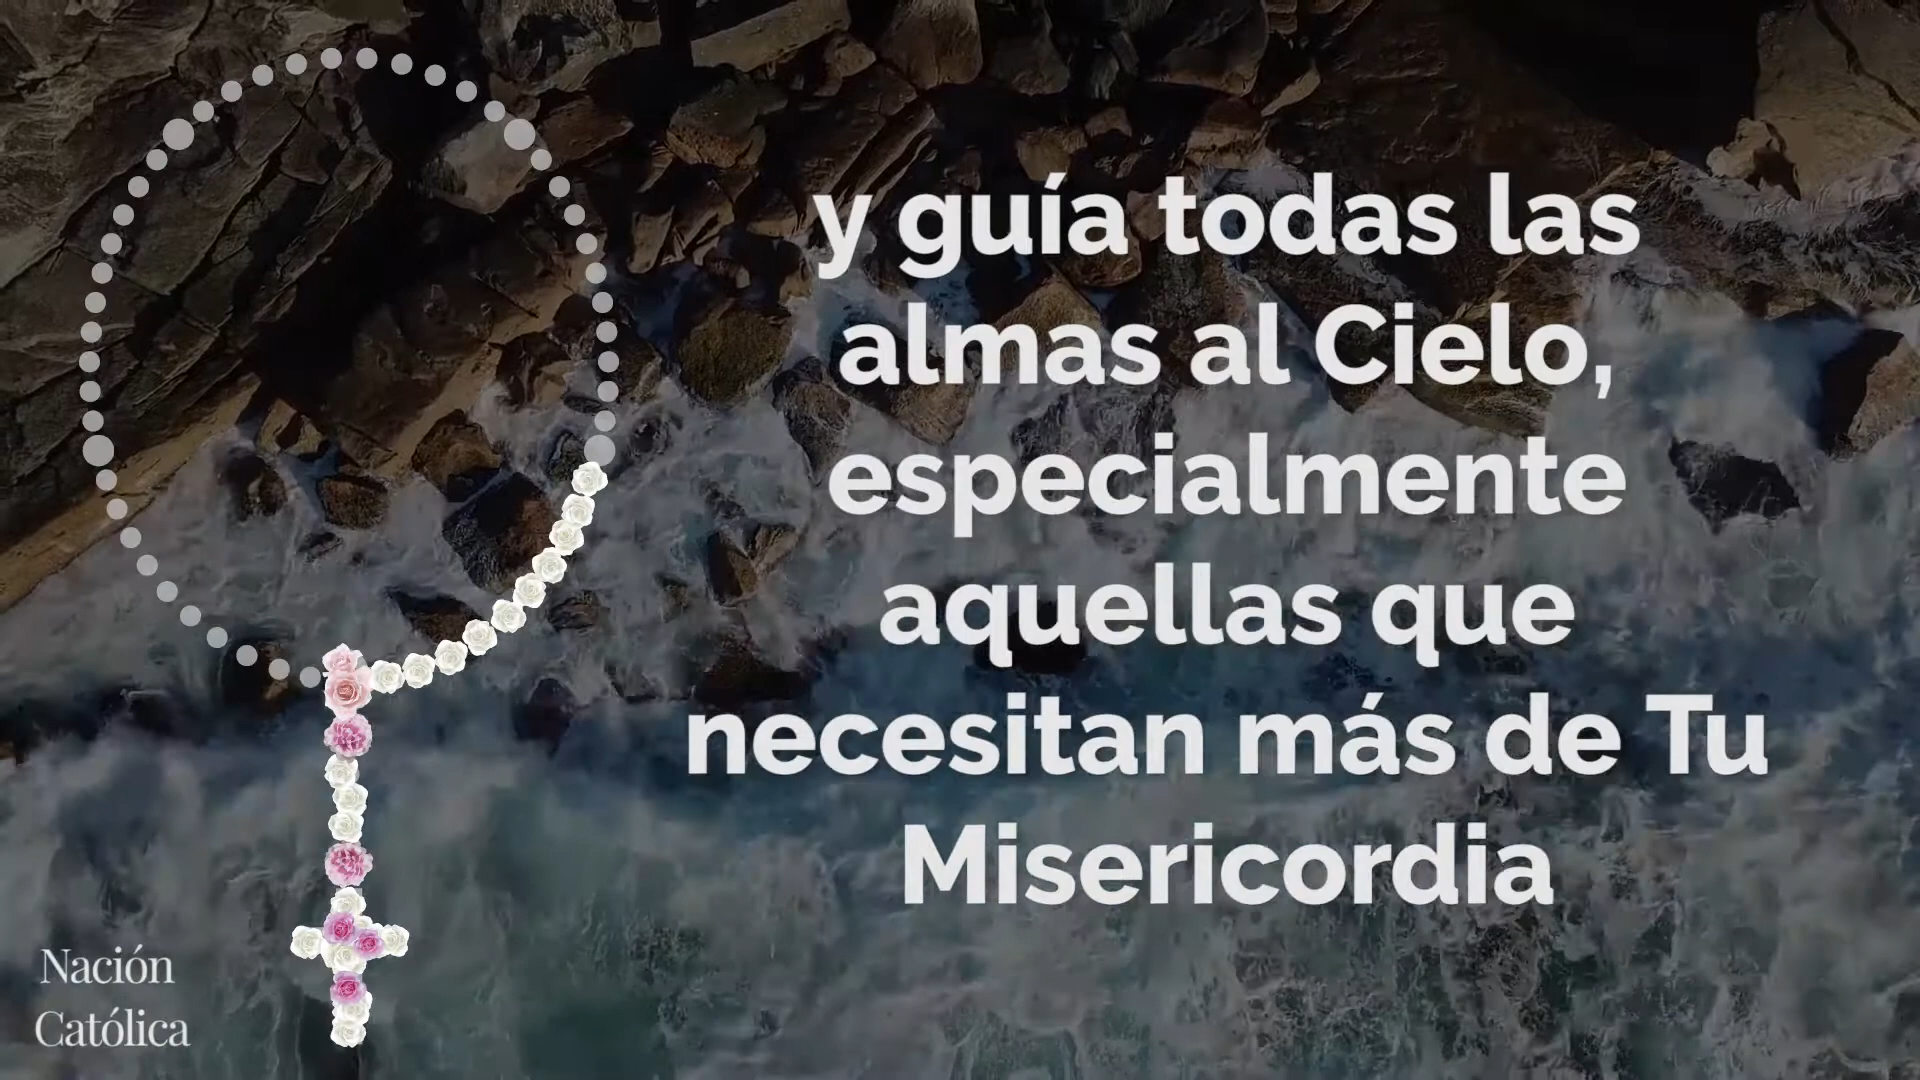 y guía todas las
almas al Cielo,
especialmente
aquellas que
necesitan más de Tu
Misericordia
Nación
Católica